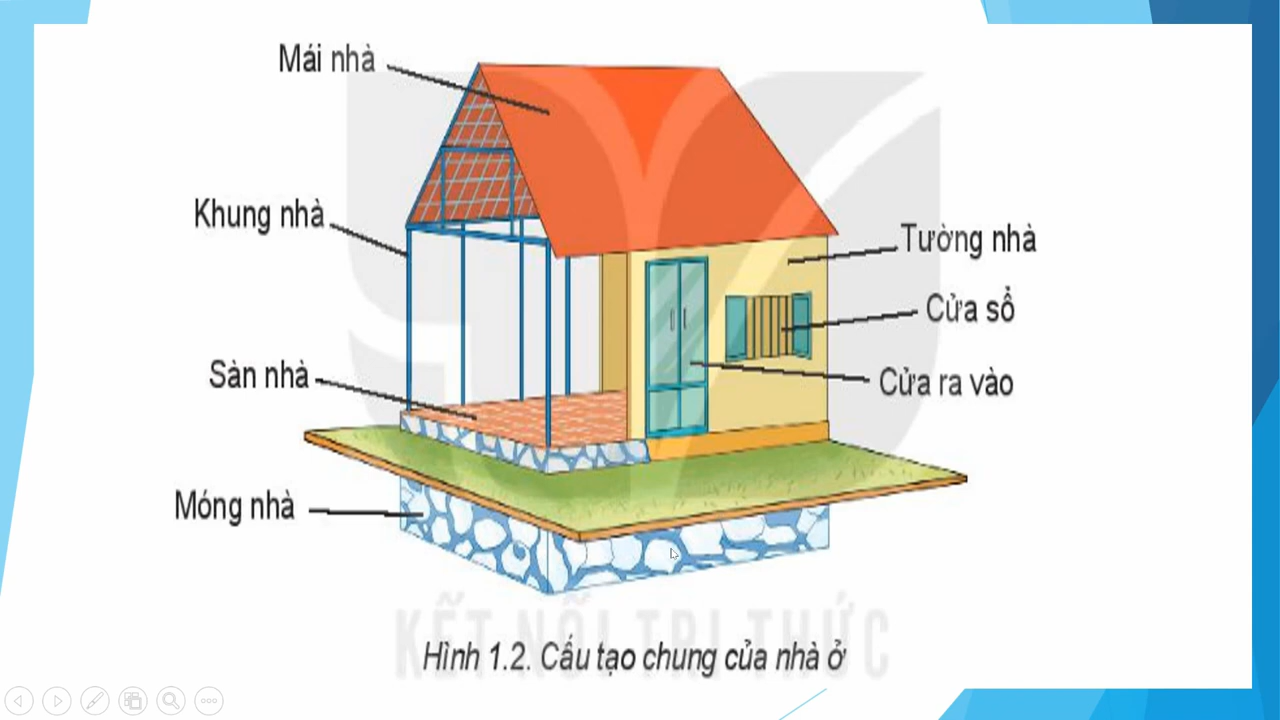 Mái nhà
Khung nhà
Tường nhà
Cửa sổ
Sàn nhà
Cửa ra vào
Móng nhà
KẾT NỐI TRI THỨC
Hình 1.2. Cấu tạo chung của nhà ở